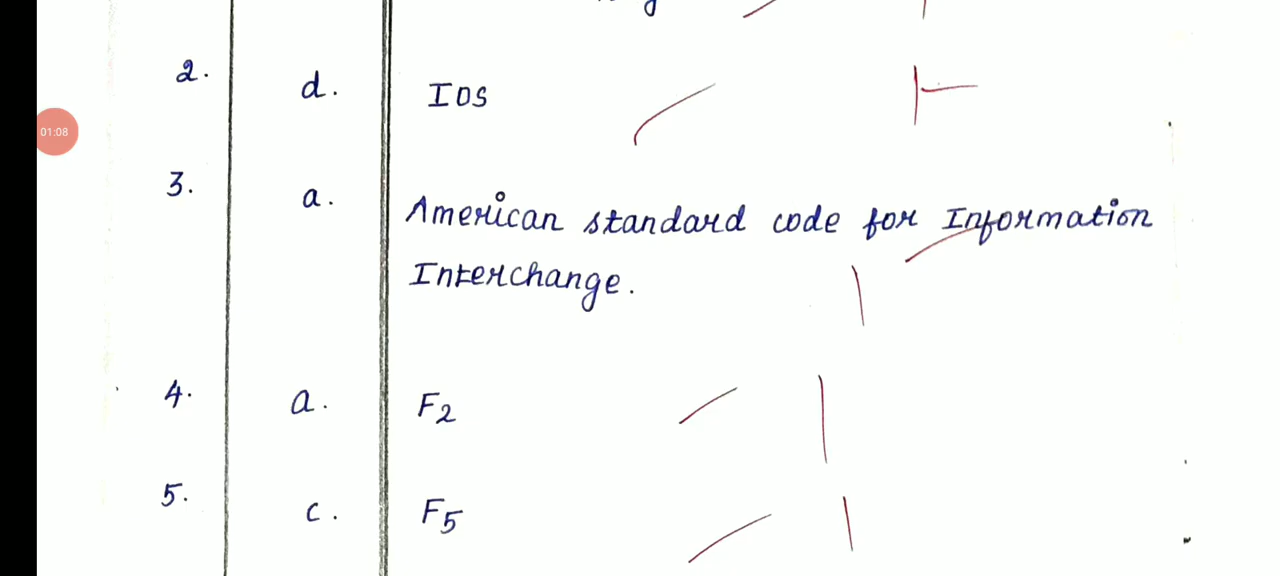 2. d. IOS
01:08
3. a. American standard code for Information
Interchange.
4. a. F2
5. c. F5